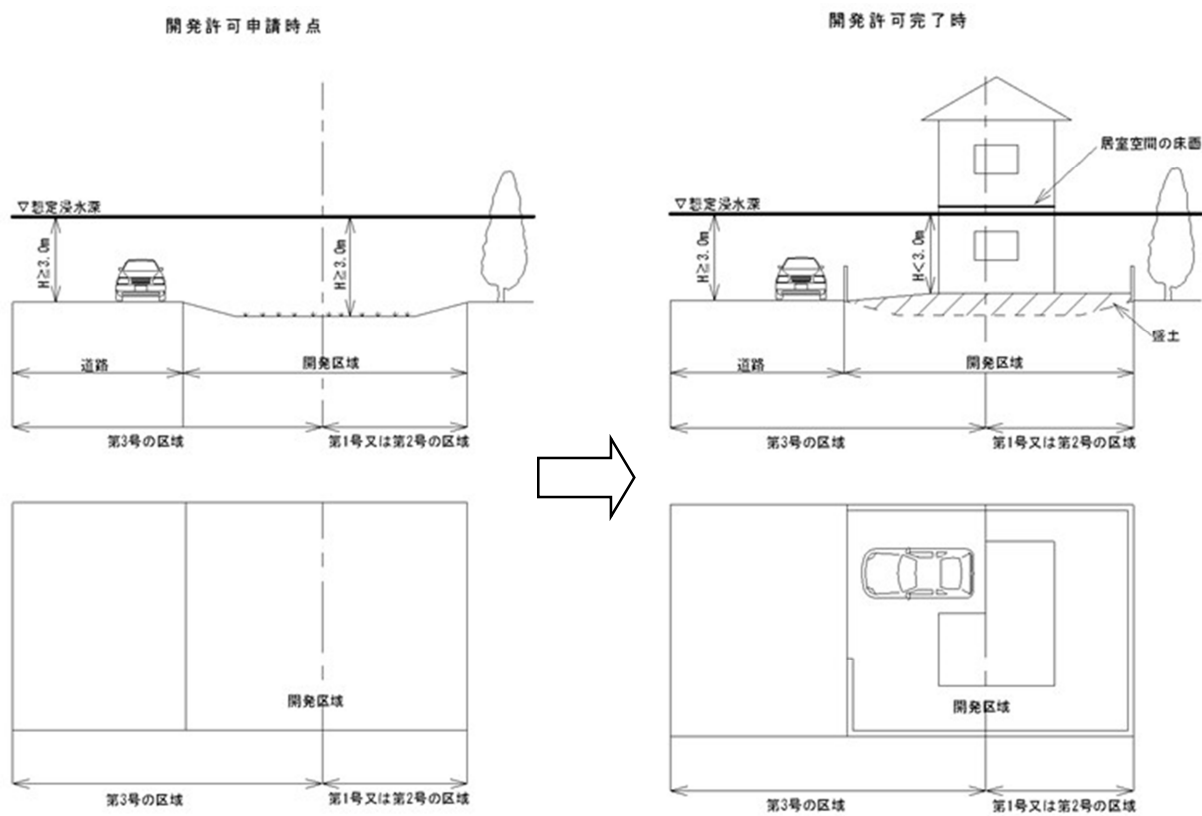 開発許可申請時点
▽想定浸水深
H≧3.0m
H≧3.0m
道路
開発区域
第3号の区域
第1号又は第2号の区域
開発区域
第3号の区域
第1号又は第2号の区域
開発許可完了時
居室空間の床面
▽想定浸水深
H≧3.0m
H<3.0m
盛土
道路
開発区域
第3号の区域
第1号又は第2号の区域
開発区域
第3号の区域
第1号又は第2号の区域